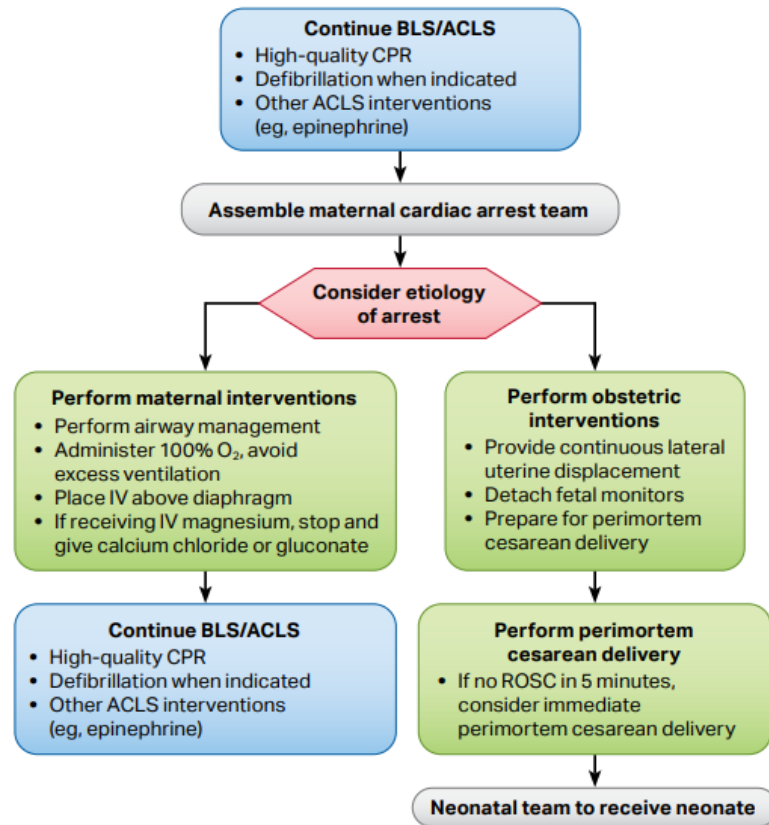 Continue BLS/ACLS
• High-quality CPR
• Defibrillation when indicated
• Other ACLS interventions
(eg, epinephrine)
Assemble maternal cardiac arrest team
Consider etiology
of arrest
Perform maternal interventions
• Perform airway management
• Administer 100% O₂, avoid
excess ventilation
• Place IV above diaphragm
• If receiving IV magnesium, stop and
give calcium chloride or gluconate
Continue BLS/ACLS
• High-quality CPR
• Defibrillation when indicated
• Other ACLS interventions
(eg, epinephrine)
Perform obstetric
interventions
• Provide continuous lateral
uterine displacement
• Detach fetal monitors
• Prepare for perimortem
cesarean delivery
Perform perimortem
cesarean delivery
• If no ROSC in 5 minutes,
consider immediate
perimortem cesarean delivery
Neonatal team to receive neonate